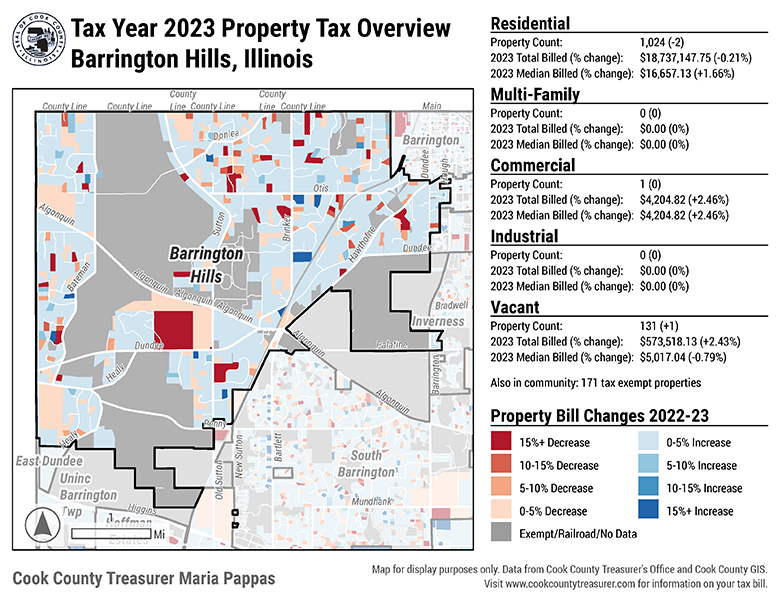 Tax Year 2023 Property Tax Overview
Barrington Hills, Illinois
County Line
County Line
County
Line
County Line
County
Line
County Line
Main
Donlea
Barrington
Dundee
Otis
Algonquin
Sutton
Brinker
Hawthorne
Dundee
Barrington
Hills
Bateman
Algonquin
Algonquin
Algonquin
Algonquin
Bradwell
Inverness
Dundee
Algonquin
Palatine
Healy
Barrington
Algonquin
Penny
Healy
East Dundee
Uninc
Barrington
Twp
Old Sutton
New Sutton
Bartlett
South
Barrington
Higgins
Mundhank
Hoffman
Estates
Mi
Residential
Property Count: 1,024 (-2)
2023 Total Billed (% change): $18,737,147.75 (-0.21%)
2023 Median Billed (% change): $16,657.13 (+1.66%)
Multi-Family
Property Count: 0 (0)
2023 Total Billed (% change): $0.00 (0%)
2023 Median Billed (% change): $0.00 (0%)
Commercial
Property Count: 1 (0)
2023 Total Billed (% change): $4,204.82 (+2.46%)
2023 Median Billed (% change): $4,204.82 (+2.46%)
Industrial
Property Count: 0 (0)
2023 Total Billed (% change): $0.00 (0%)
2023 Median Billed (% change): $0.00 (0%)
Vacant
Property Count: 131 (+1)
2023 Total Billed (% change): $573,518.13 (+2.43%)
2023 Median Billed (% change): $5,017.04 (-0.79%)
Also in community: 171 tax exempt properties
Property Bill Changes 2022-23
15%+ Decrease
10-15% Decrease
5-10% Decrease
0-5% Decrease
Exempt/Railroad/No Data
0-5% Increase
5-10% Increase
10-15% Increase
15%+ Increase
Cook County Treasurer Maria Pappas
Map for display purposes only. Data from Cook County Treasurer's Office and Cook County GIS.
Visit www.cookcountytreasurer.com for information on your tax bill.